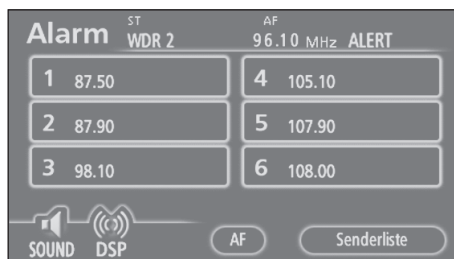 ST AF
Alarm WDR 2 96.10 MHz ALERT
1 87.50 4 105.10
2 87.90 5 107.90
3 98.10 6 108.00
SOUND DSP AF Senderliste